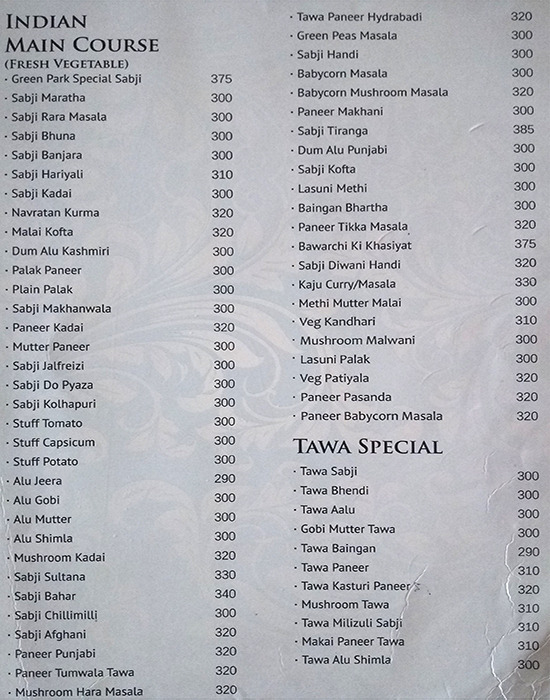 INDIAN
MAIN COURSE
(FRESH VEGETABLE)
· Green Park Special Sabji 375
· Sabji Maratha 300
· Sabji Rara Masala 300
· Sabji Bhuna 300
· Sabji Banjara 300
· Sabji Hariyali 310
· Sabji Kadai 300
· Navratan Kurma 320
· Malai Kofta 320
· Dum Alu Kashmiri 300
· Palak Paneer 300
· Plain Palak 300
· Sabji Makhanwala 300
· Paneer Kadai 320
· Mutter Paneer 300
· Sabji Jalfreizi 300
· Sabji Do Pyaza 300
· Sabji Kolhapuri 300
· Stuff Tomato 300
· Stuff Capsicum 300
· Stuff Potato 300
· Alu Jeera 290
· Alu Gobi 300
· Alu Mutter 300
· Alu Shimla 300
· Mushroom Kadai 320
· Sabji Sultana 330
· Sabji Bahar 340
· Sabji Chillimilli 300
· Sabji Afghani 320
· Paneer Punjabi 320
· Paneer Tumwala Tawa 320
· Mushroom Hara Masala 320
· Tawa Paneer Hydrabadi 320
· Green Peas Masala 300
· Sabji Handi 300
· Babycorn Masala 300
· Babycorn Mushroom Masala 320
· Paneer Makhani 300
· Sabji Tiranga 385
· Dum Alu Punjabi 300
· Sabji Kofta 300
· Lasuni Methi 300
· Baingan Bhartha 300
· Paneer Tikka Masala 320
· Bawarchi Ki Khasiyat 375
· Sabji Diwani Handi 320
· Kaju Curry/Masala 330
· Methi Mutter Malai 300
· Veg Kandhari 310
· Mushroom Malwani 300
· Lasuni Palak 300
· Veg Patiyala 320
· Paneer Pasanda 320
· Paneer Babycorn Masala 320
TAWA SPECIAL
· Tawa Sabji 300
· Tawa Bhendi 300
· Tawa Aalu 300
· Gobi Mutter Tawa 300
· Tawa Baingan 290
· Tawa Paneer 310
· Tawa Kasturi Paneer 320
· Mushroom Tawa 310
· Tawa Milizuli Sabji 310
· Makai Paneer Tawa 310
· Tawa Alu Shimla 300